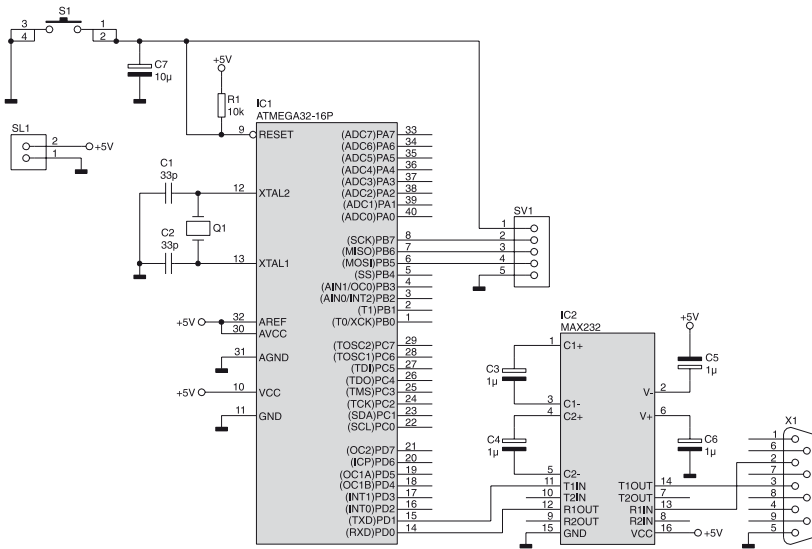 S1
3
4
1
2
C7
10µ
+5V
R1
10k
IC1
ATMEGA32-16P
SL1
2
1
+5V
C1
33p
C2
33p
Q1
9 RESET
12 XTAL2
13 XTAL1
+5V
32 AREF
30 AVCC
31 AGND
+5V
10 VCC
11 GND
(ADC7)PA7 33
(ADC6)PA6 34
(ADC5)PA5 35
(ADC4)PA4 36
(ADC3)PA3 37
(ADC2)PA2 38
(ADC1)PA1 39
(ADC0)PA0 40
(SCK)PB7 8
(MISO)PB6 7
(MOSI)PB5 6
(SS)PB4 5
(AIN1/OC0)PB3 4
(AIN0/INT2)PB2 3
(T1)PB1 2
(T0/XCK)PB0 1
(TOSC2)PC7 29
(TOSC1)PC6 28
(TDI)PC5 27
(TDO)PC4 26
(TMS)PC3 25
(TCK)PC2 24
(SDA)PC1 23
(SCL)PC0 22
(OC2)PD7 21
(ICP)PD6 20
(OC1A)PD5 19
(OC1B)PD4 18
(INT1)PD3 17
(INT0)PD2 16
(TXD)PD1 15
(RXD)PD0 14
SV1
1
2
3
4
5
IC2
MAX232
1 C1+
3 C1-
4 C2+
5 C2-
11 T1IN
10 T2IN
12 R1OUT
9 R2OUT
15 GND
C3
1µ
C4
1µ
V- 2
V+ 6
T1OUT 14
T2OUT 7
R1IN 13
R2IN 8
VCC 16
+5V
+5V
C5
1µ
C6
1µ
X1
1
6
2
7
3
8
4
9
5